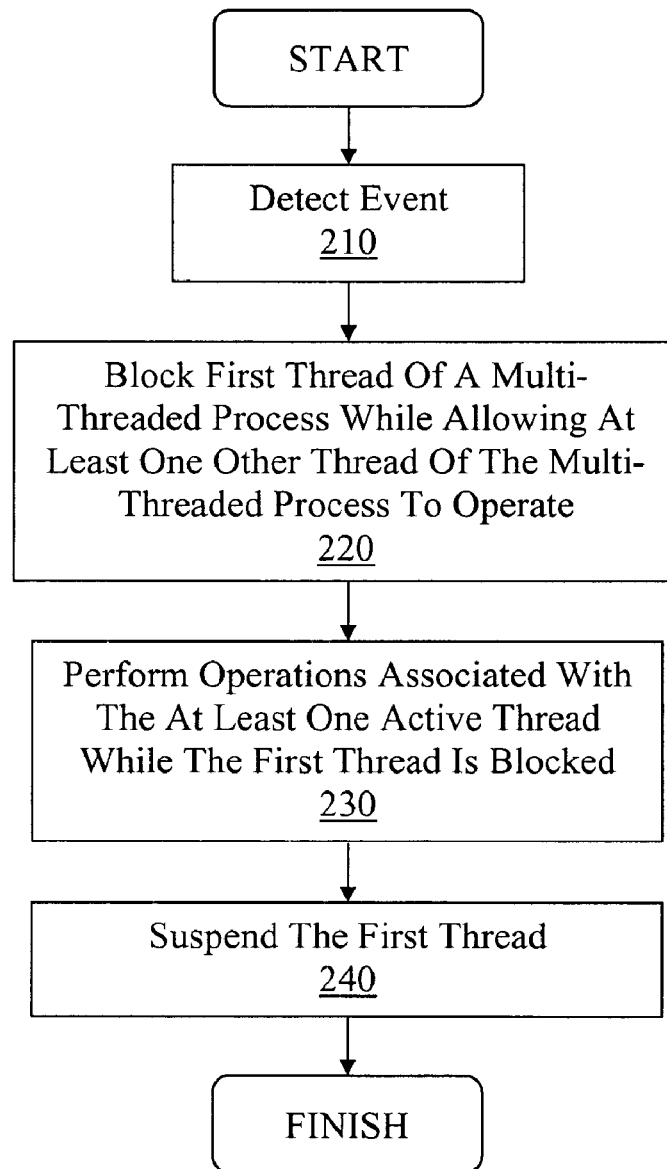 START
Detect Event
210
Block First Thread Of A Multi-
Threaded Process While Allowing At
Least One Other Thread Of The Multi-
Threaded Process To Operate
220
Perform Operations Associated With
The At Least One Active Thread
While The First Thread Is Blocked
230
Suspend The First Thread
240
FINISH